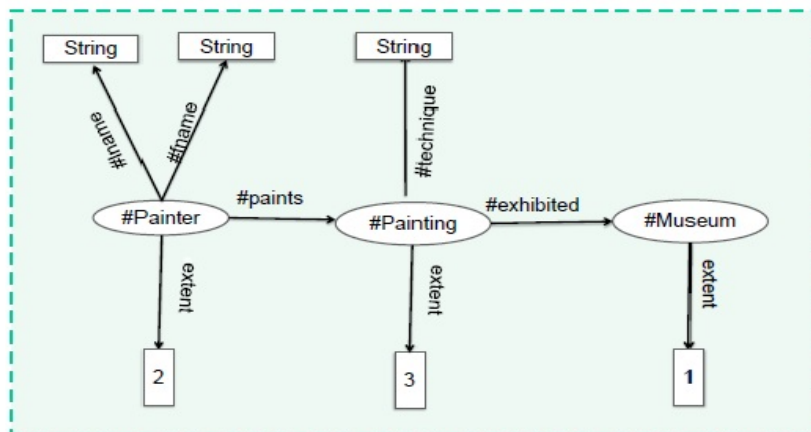 String
String
String
#lname
#fname
#technique
#Painter
#paints
#Painting
#exhibited
#Museum
extent
extent
extent
2
3
1